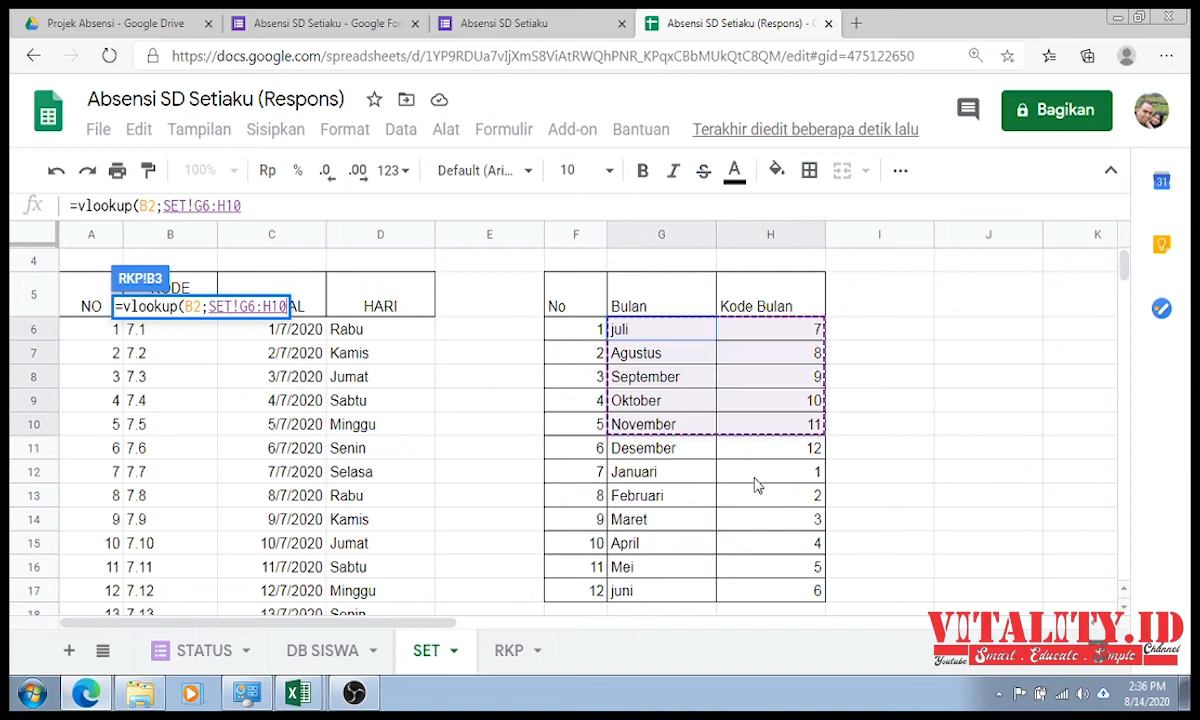 Projek Absensi - Google Drive
Absensi SD Setiaku - Google For
Absensi SD Setiaku
Absensi SD Setiaku (Respons) - G
https://docs.google.com/spreadsheets/d/1YP9RDUa7vIjXmS8ViAtRWQhPNR_KPqxCBbMUkQtC8QM/edit#gid=475122650
Absensi SD Setiaku (Respons)
Bagikan
File Edit Tampilan Sisipkan Format Data Alat Formulir Add-on Bantuan Terakhir diedit beberapa detik lalu
100% Rp % .0 .00 123 Default (Ari... 10 B I S A
fx =vlookup(B2;SET!G6:H10
A B C D E F G H I J K
4
RKP!B3
5 NO KODE AL HARI No Bulan Kode Bulan
=vlookup(B2;SET!G6:H10
6 1 7.1 1/7/2020 Rabu 1 juli 7
7 2 7.2 2/7/2020 Kamis 2 Agustus 8
8 3 7.3 3/7/2020 Jumat 3 September 9
9 4 7.4 4/7/2020 Sabtu 4 Oktober 10
10 5 7.5 5/7/2020 Minggu 5 November 11
11 6 7.6 6/7/2020 Senin 6 Desember 12
12 7 7.7 7/7/2020 Selasa 7 Januari 1
13 8 7.8 8/7/2020 Rabu 8 Februari 2
14 9 7.9 9/7/2020 Kamis 9 Maret 3
15 10 7.10 10/7/2020 Jumat 10 April 4
16 11 7.11 11/7/2020 Sabtu 11 Mei 5
17 12 7.12 12/7/2020 Minggu 12 juni 6
18 13 7.13 13/7/2020 Senin
STATUS DB SISWA SET RKP
VITALITY.ID
Youtube Smart . Educate . Simple Channel
2:36 PM
8/14/2020